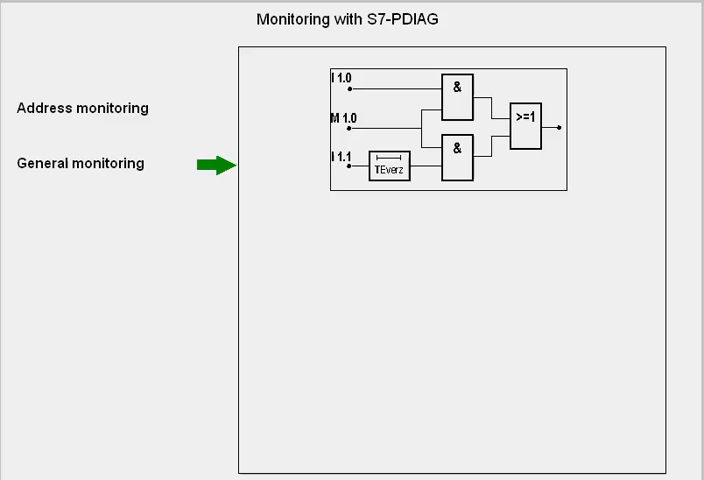 Monitoring with S7-PDIAG
I 1.0
&
Address monitoring
M 1.0
>=1
General monitoring
I 1.1
&
TEverz